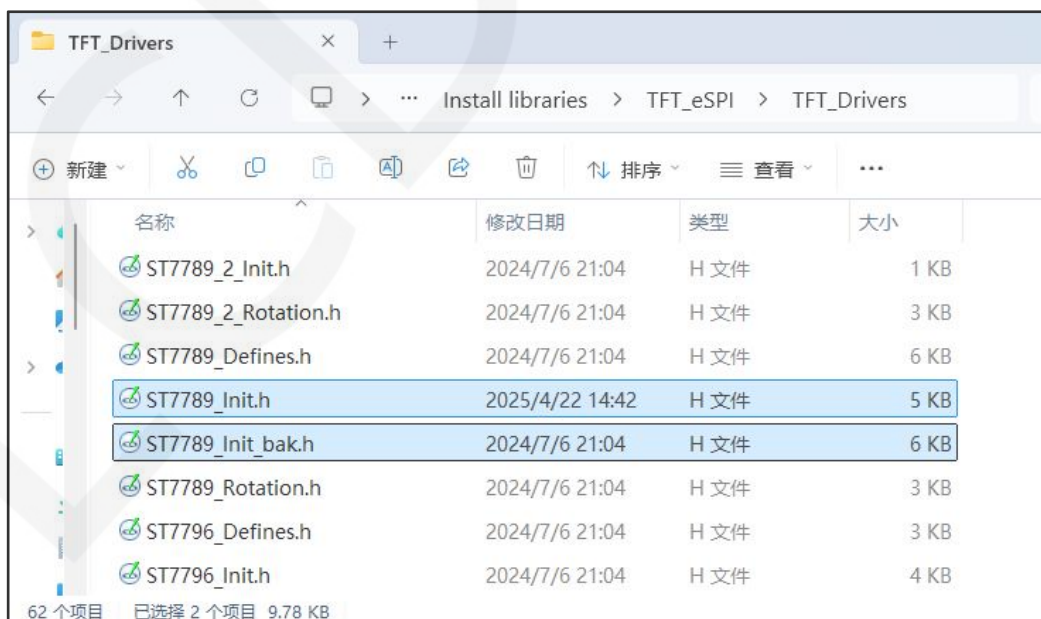 TFT_Drivers
Install libraries > TFT_eSPI > TFT_Drivers
新建 排序 查看
名称 修改日期 类型 大小
ST7789_2_Init.h 2024/7/6 21:04 H 文件 1 KB
ST7789_2_Rotation.h 2024/7/6 21:04 H 文件 3 KB
ST7789_Defines.h 2024/7/6 21:04 H 文件 6 KB
ST7789_Init.h 2025/4/22 14:42 H 文件 5 KB
ST7789_Init_bak.h 2024/7/6 21:04 H 文件 6 KB
ST7789_Rotation.h 2024/7/6 21:04 H 文件 3 KB
ST7796_Defines.h 2024/7/6 21:04 H 文件 3 KB
ST7796_Init.h 2024/7/6 21:04 H 文件 4 KB
62 个项目 已选择 2 个项目 9.78 KB